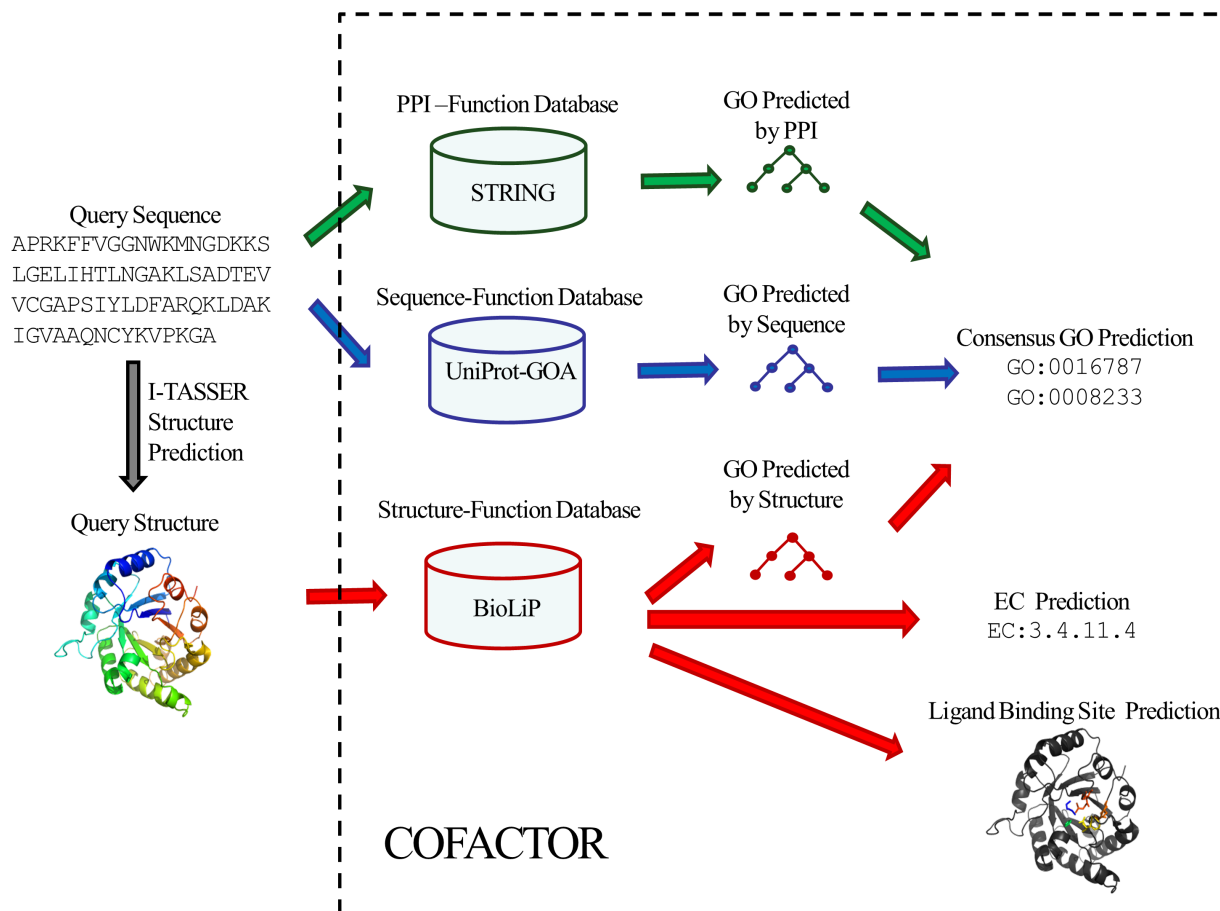 Query Sequence
APRKFFVGGNWKMNGDKKS
LGELIHTLNGAKLSADTEV
VCGAPSIYLDFARQKLDAK
IGVAAQNCYKVPKGA
I-TASSER
Structure
Prediction
Query Structure
PPI –Function Database
STRING
GO Predicted
by PPI
Sequence-Function Database
UniProt-GOA
GO Predicted
by Sequence
Consensus GO Prediction
GO:0016787
GO:0008233
Structure-Function Database
BioLiP
GO Predicted
by Structure
EC Prediction
EC:3.4.11.4
Ligand Binding Site Prediction
COFACTOR